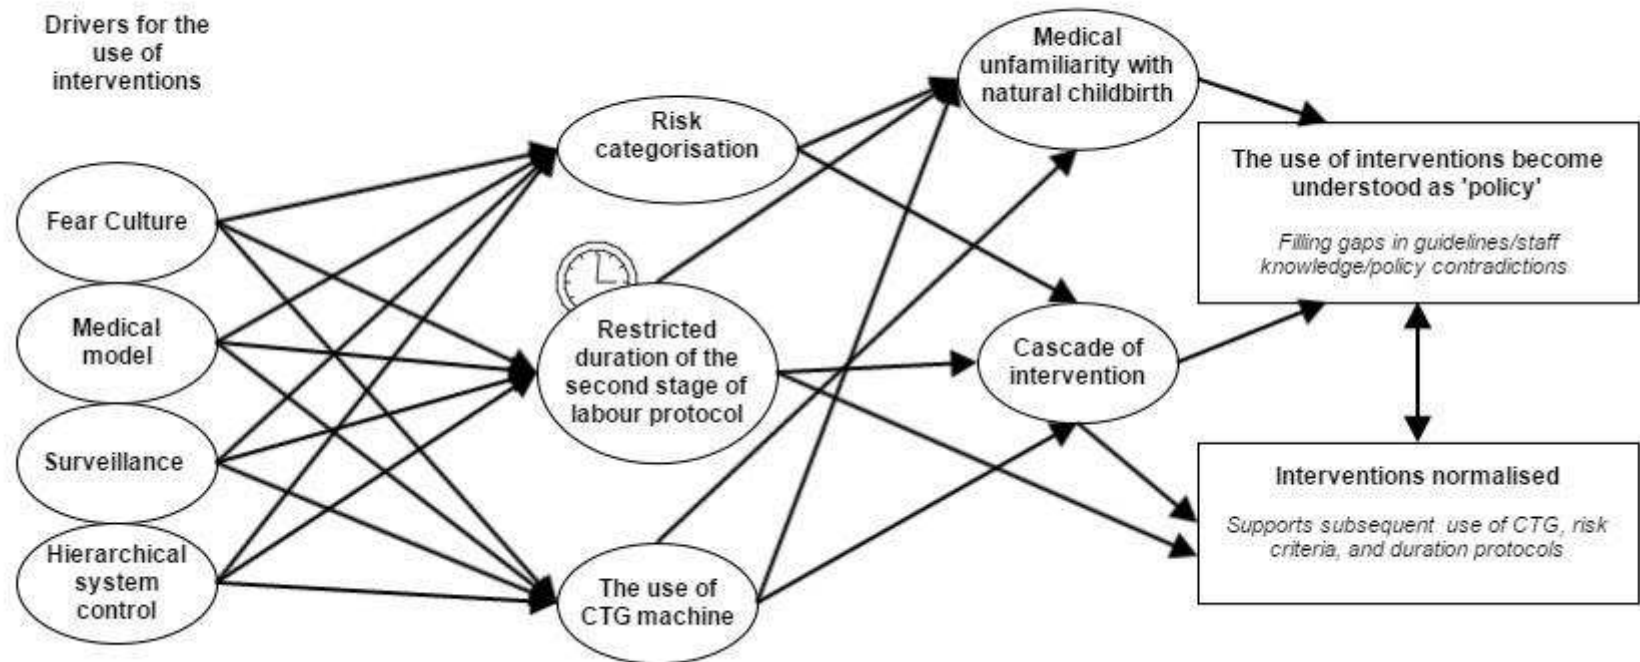 Drivers for the
use of
interventions
Fear Culture
Medical
model
Surveillance
Hierarchical
system
control
Risk
categorisation
Restricted
duration of the
second stage of
labour protocol
The use of
CTG machine
Medical
unfamiliarity with
natural childbirth
Cascade of
intervention
The use of interventions become
understood as 'policy'
Filling gaps in guidelines/staff
knowledge/policy contradictions
Interventions normalised
Supports subsequent use of CTG, risk
criteria, and duration protocols